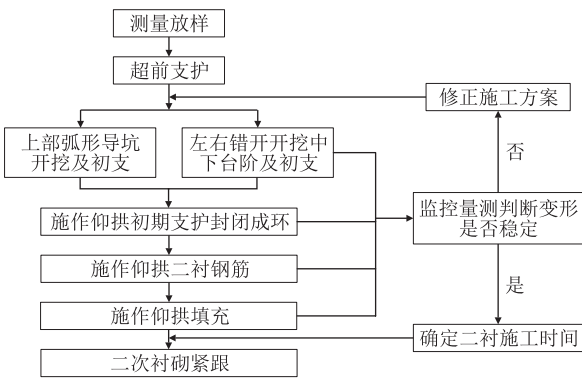 测量放样
超前支护
修正施工方案
上部弧形导坑
开挖及初支
左右错开开挖中
下台阶及初支
否
施作仰拱初期支护封闭成环
监控量测判断变形
是否稳定
施作仰拱二衬钢筋
是
施作仰拱填充
确定二衬施工时间
二次衬砌紧跟